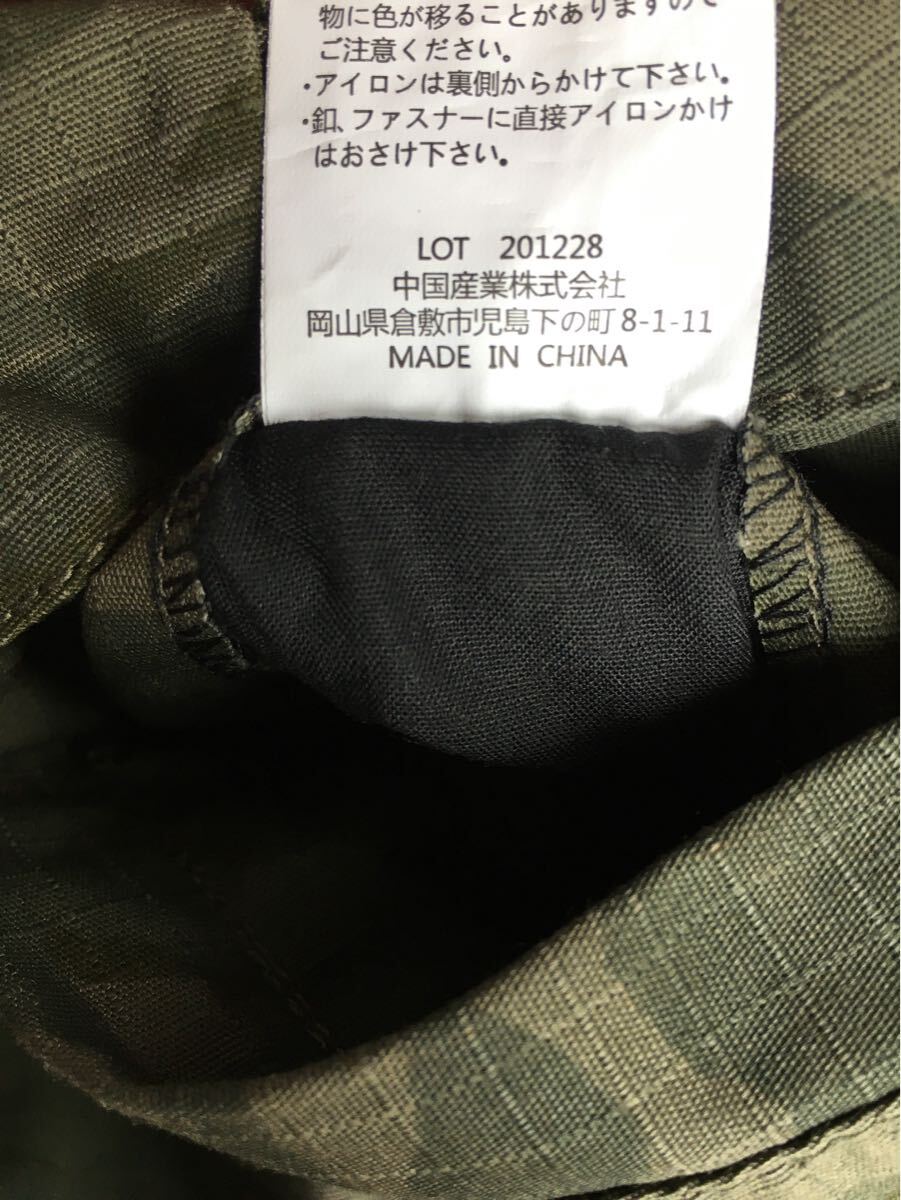 物に色が移ることがありますので
ご注意ください。
・アイロンは裏側からかけて下さい。
・釦、ファスナーに直接アイロンかけ
はおさけ下さい。
LOT 201228
中国産業株式会社
岡山県倉敷市児島下の町8-1-11
MADE IN CHINA